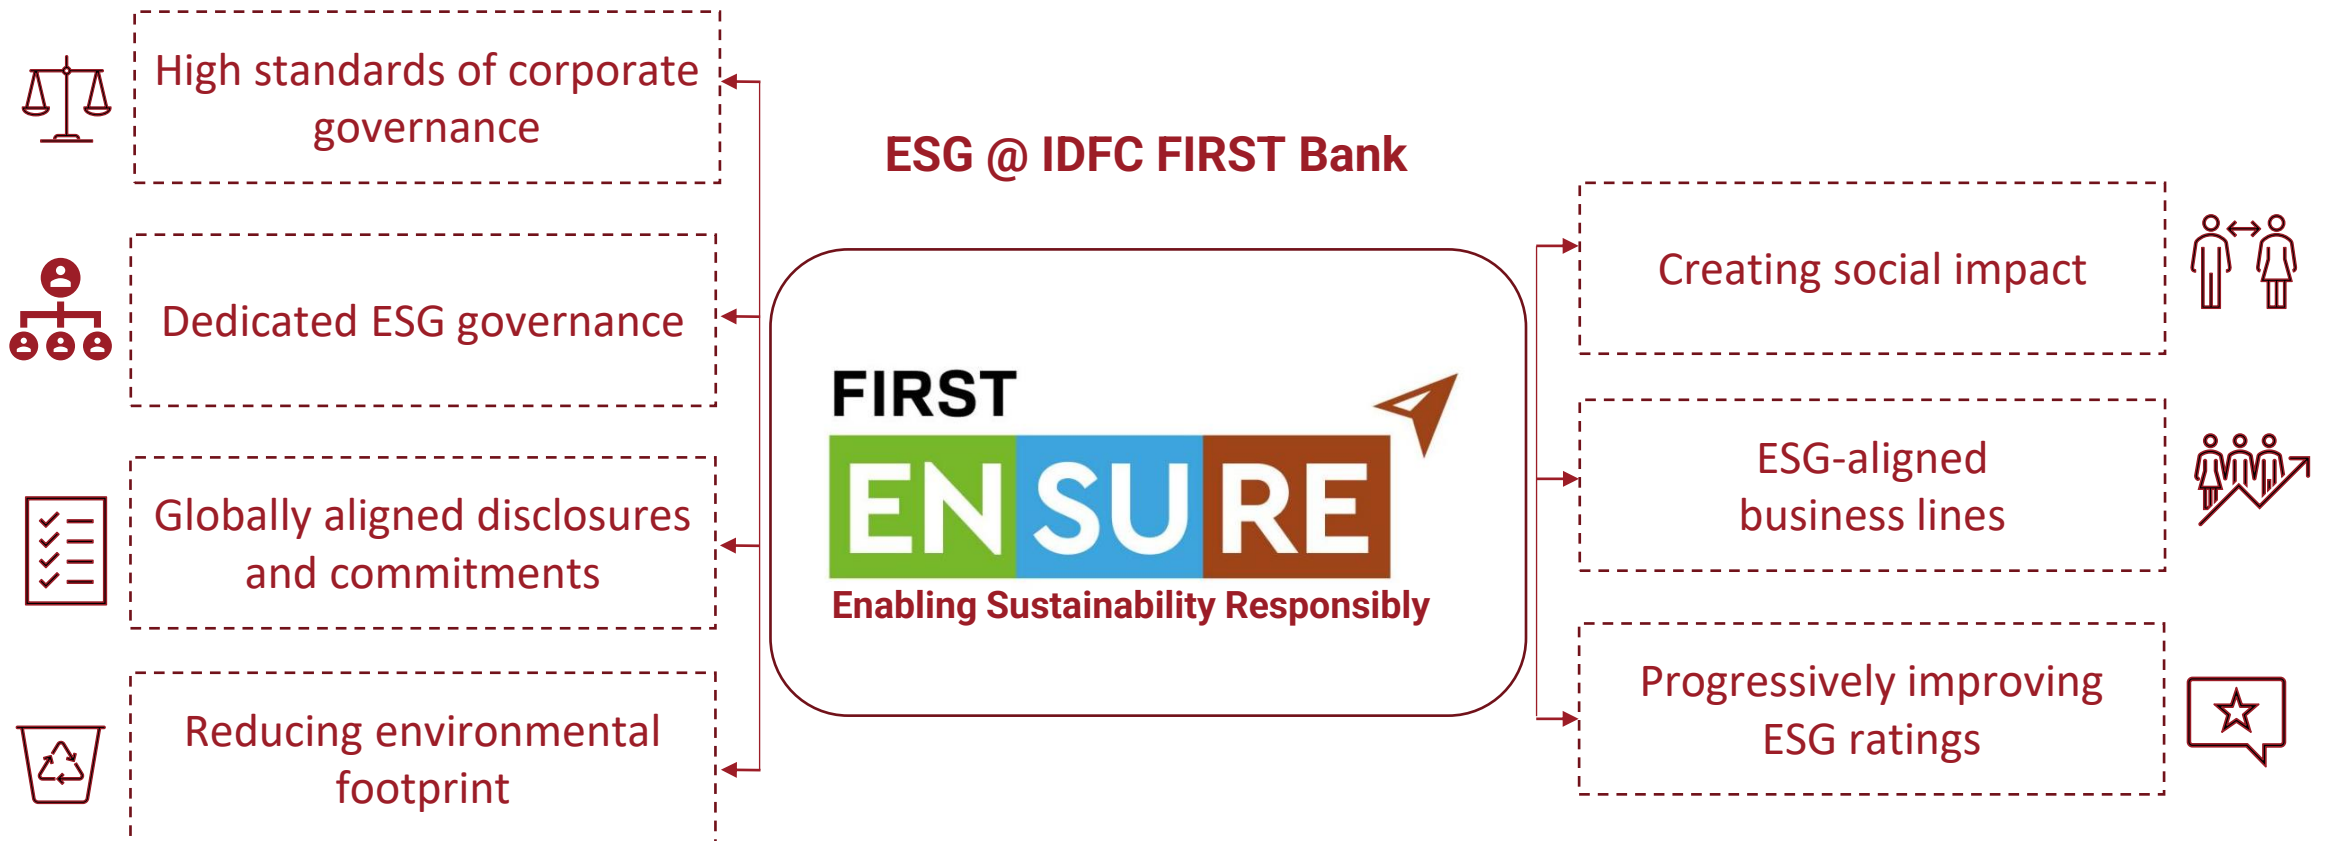 High standards of corporate
governance
Dedicated ESG governance
Globally aligned disclosures
and commitments
Reducing environmental
footprint
ESG @ IDFC FIRST Bank
FIRST
ENSURE
Enabling Sustainability Responsibly
Creating social impact
ESG-aligned
business lines
Progressively improving
ESG ratings